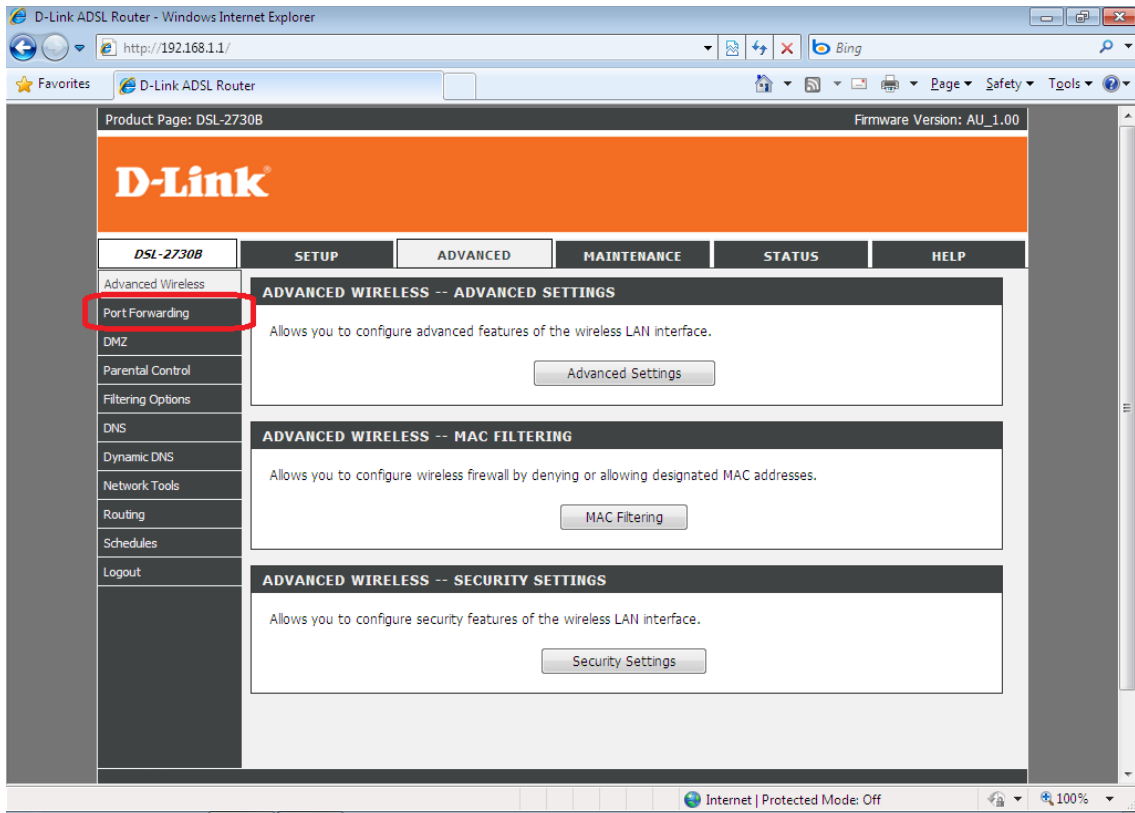 D-Link ADSL Router - Windows Internet Explorer
http://192.168.1.1/
Bing
Favorites
D-Link ADSL Router
Page
Safety
Tools
Product Page: DSL-2730B
Firmware Version: AU_1.00
D-Link®
DSL-2730B
SETUP
ADVANCED
MAINTENANCE
STATUS
HELP
Advanced Wireless
Port Forwarding
DMZ
Parental Control
Filtering Options
DNS
Dynamic DNS
Network Tools
Routing
Schedules
Logout
ADVANCED WIRELESS -- ADVANCED SETTINGS
Allows you to configure advanced features of the wireless LAN interface.
Advanced Settings
ADVANCED WIRELESS -- MAC FILTERING
Allows you to configure wireless firewall by denying or allowing designated MAC addresses.
MAC Filtering
ADVANCED WIRELESS -- SECURITY SETTINGS
Allows you to configure security features of the wireless LAN interface.
Security Settings
Internet | Protected Mode: Off
100%